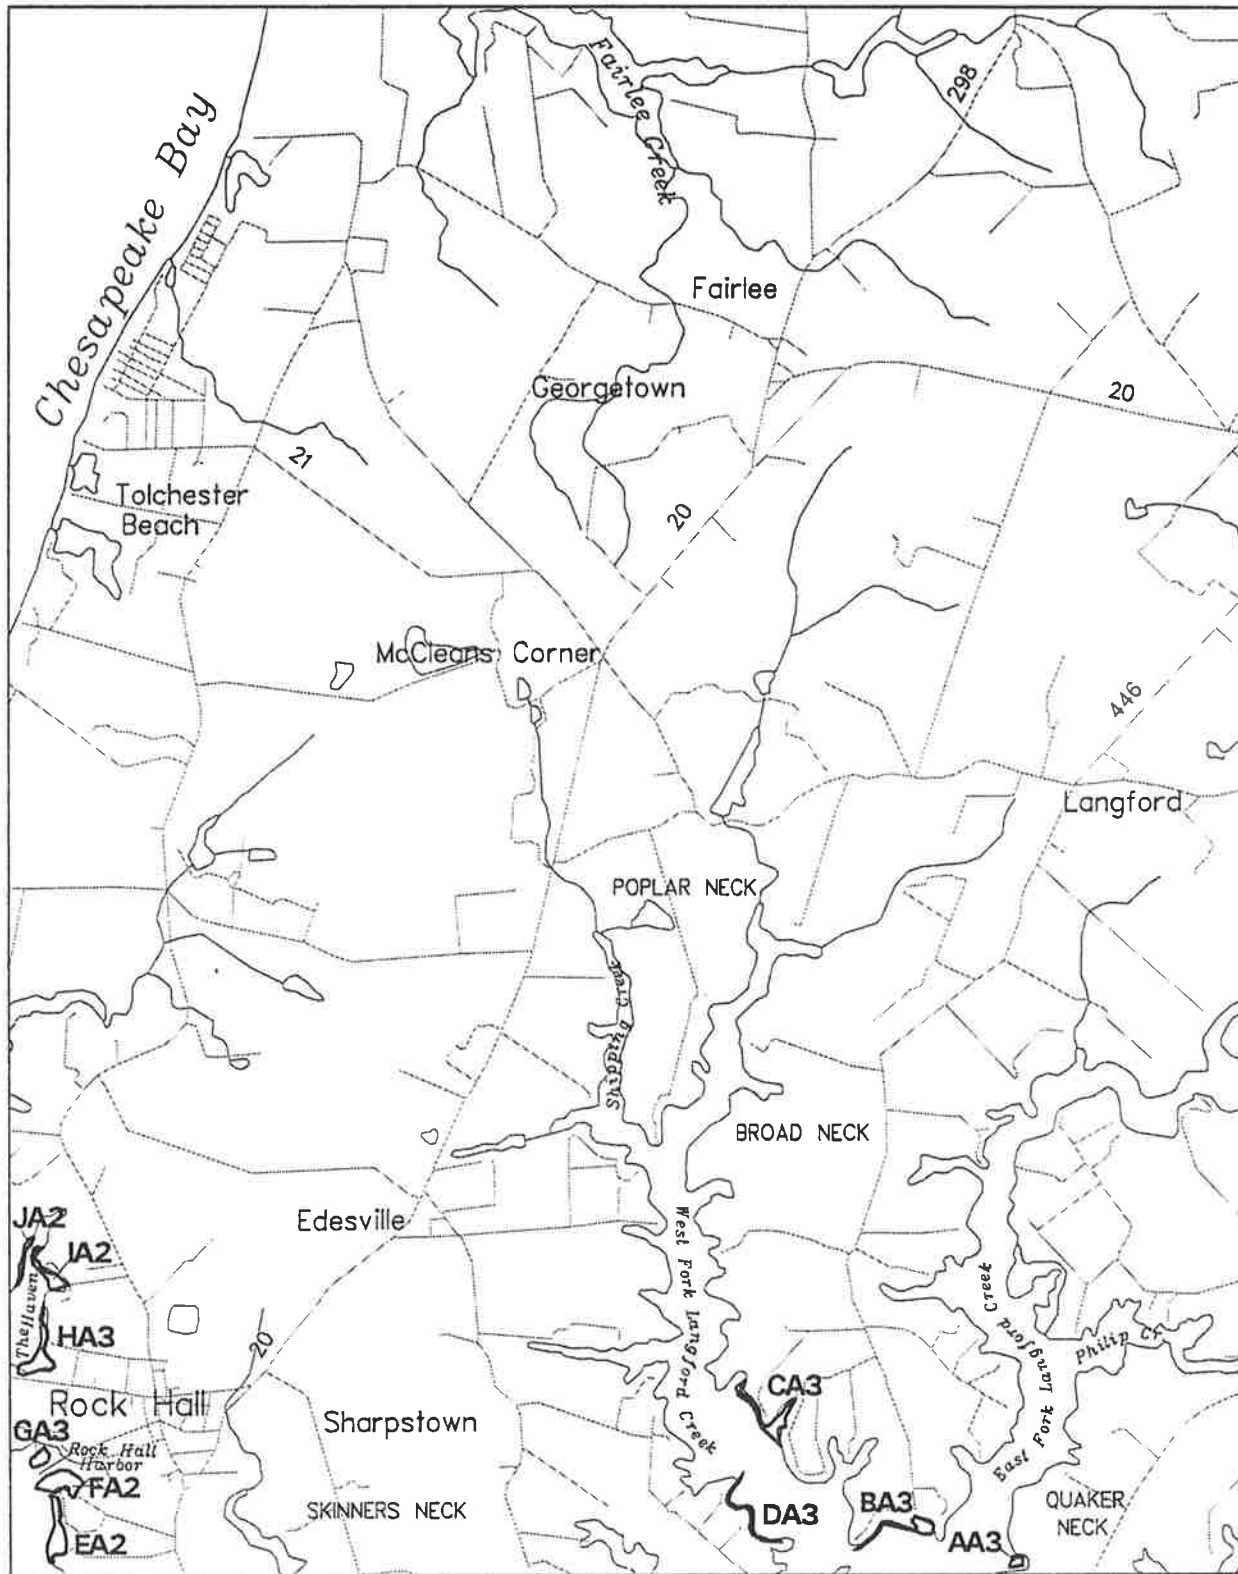 Fairlee Creek
298
Chesapeake Bay
Fairlee
Georgetown
20
21
Tolchester
Beach
20
McCleans Corner
446
Langford
POPLAR NECK
Shipping Creek
BROAD NECK
JA2
Edesville
IA2
West Fork Langford Creek
East Fork Langford Creek
The Haven
HA3
20
Philip Cr
Rock Hall
CA3
Sharpstown
GA3
Rock Hall
Harbor
FA2
SKINNERS NECK
DA3
BA3
QUAKER
NECK
EA2
AA3